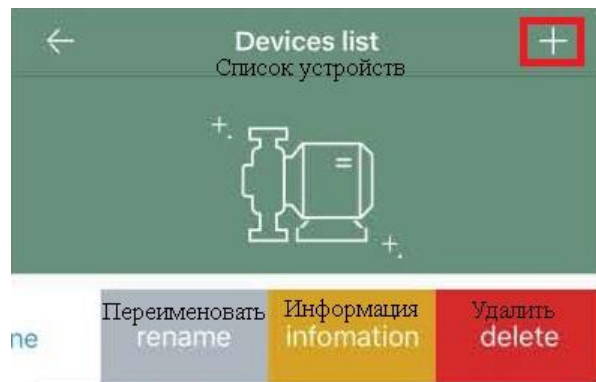 Devices list
Список устройств
Переименовать Информация Удалить
ne rename infomation delete